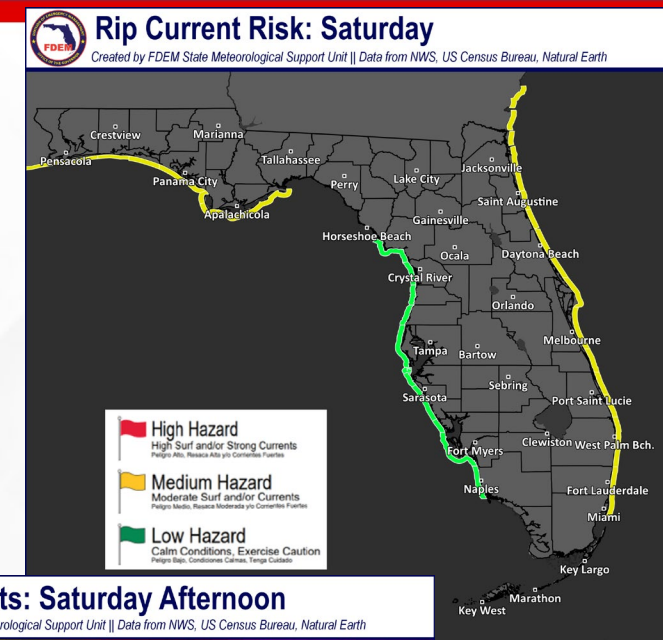 FDEM
Rip Current Risk: Saturday
Created by FDEM State Meteorological Support Unit || Data from NWS, US Census Bureau, Natural Earth
Crestview
Marianna
Pensacola
Tallahassee
Jacksonville
Panama City
Perry
Lake City
Saint Augustine
Apalachicola
Gainesville
Horseshoe Beach
Ocala
Daytona Beach
Crystal River
Orlando
Melbourne
Tampa
Bartow
Sebring
Sarasota
Port Saint Lucie
Clewiston
West Palm Bch.
Fort Myers
Naples
Fort Lauderdale
Miami
Key Largo
Marathon
Key West
High Hazard
High Surf and/or Strong Currents
Peligro Alto, Resaca Alta y/o Corrientes Fuertes
Medium Hazard
Moderate Surf and/or Currents
Peligro Medio, Resaca Moderada y/o Corrientes Fuertes
Low Hazard
Calm Conditions, Exercise Caution
Peligro Bajo, Condiciones Calmas, Tenga Cuidado
ts: Saturday Afternoon
rological Support Unit || Data from NWS, US Census Bureau, Natural Earth